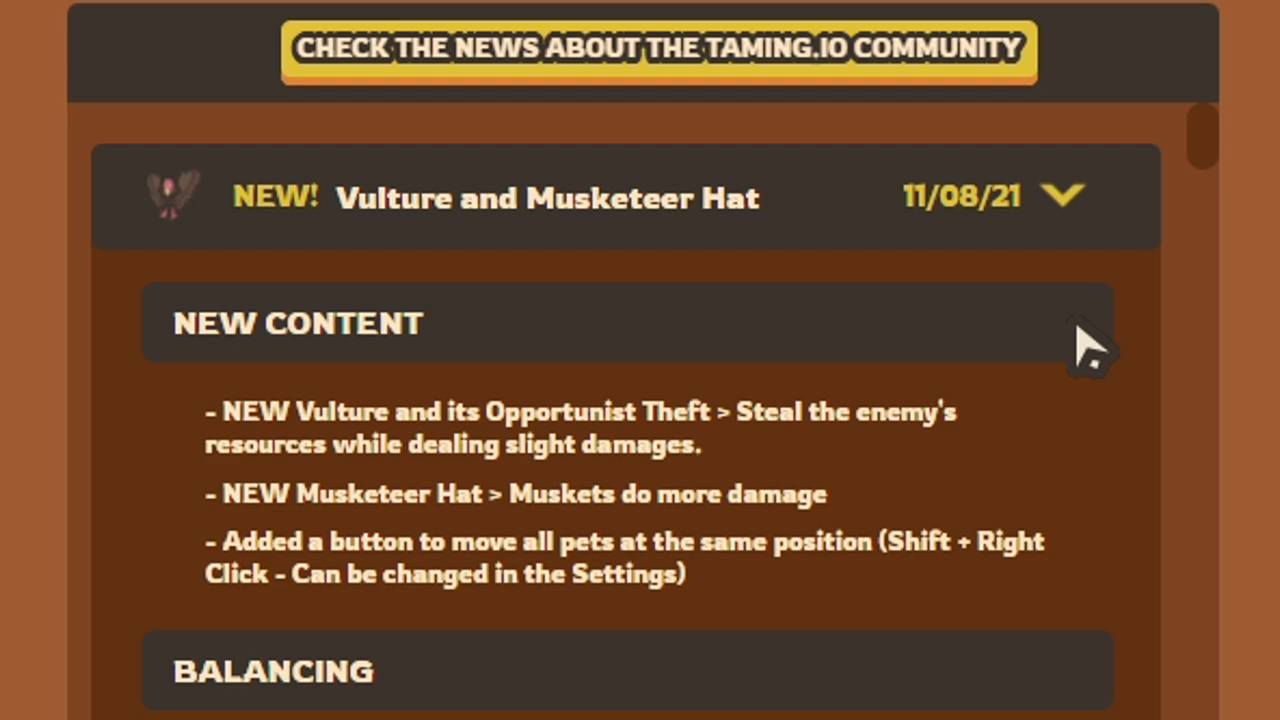 CHECK THE NEWS ABOUT THE TAMING.IO COMMUNITY
NEW! Vulture and Musketeer Hat 11/08/21
NEW CONTENT
- NEW Vulture and its Opportunist Theft > Steal the enemy's
resources while dealing slight damages.
- NEW Musketeer Hat > Muskets do more damage
- Added a button to move all pets at the same position (Shift + Right
Click - Can be changed in the Settings)
BALANCING